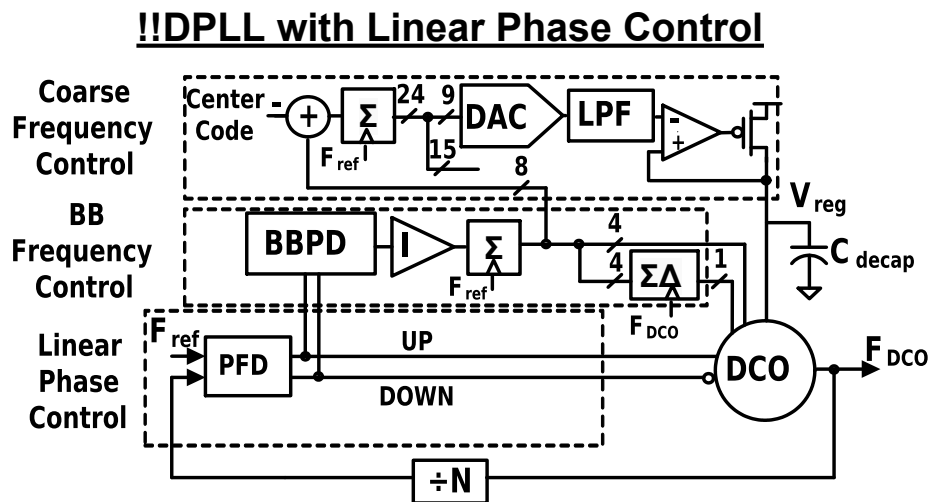 !!DPLL with Linear Phase Control
Coarse
Frequency
Control
Center
Code
-
+
Σ
F ref
24
9
15
DAC
LPF
-
+
8
V reg
C decap
BB
Frequency
Control
BBPD
I
Σ
F ref
4
4
ΣΔ
1
F DCO
Linear
Phase
Control
F ref
PFD
UP
DOWN
DCO
F DCO
÷N